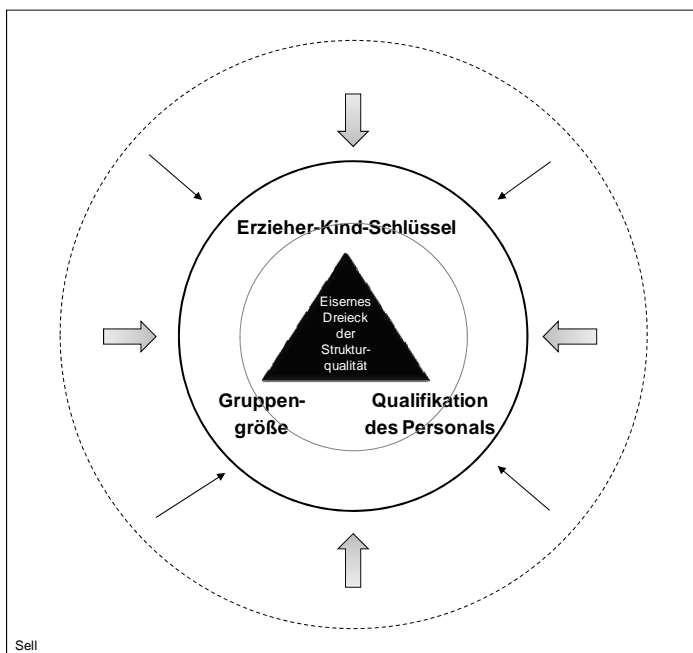 Erzieher-Kind-Schlüssel
Eisernes
Dreieck
der
Struktur-
qualität
Gruppen-
größe
Qualifikation
des Personals
Sell